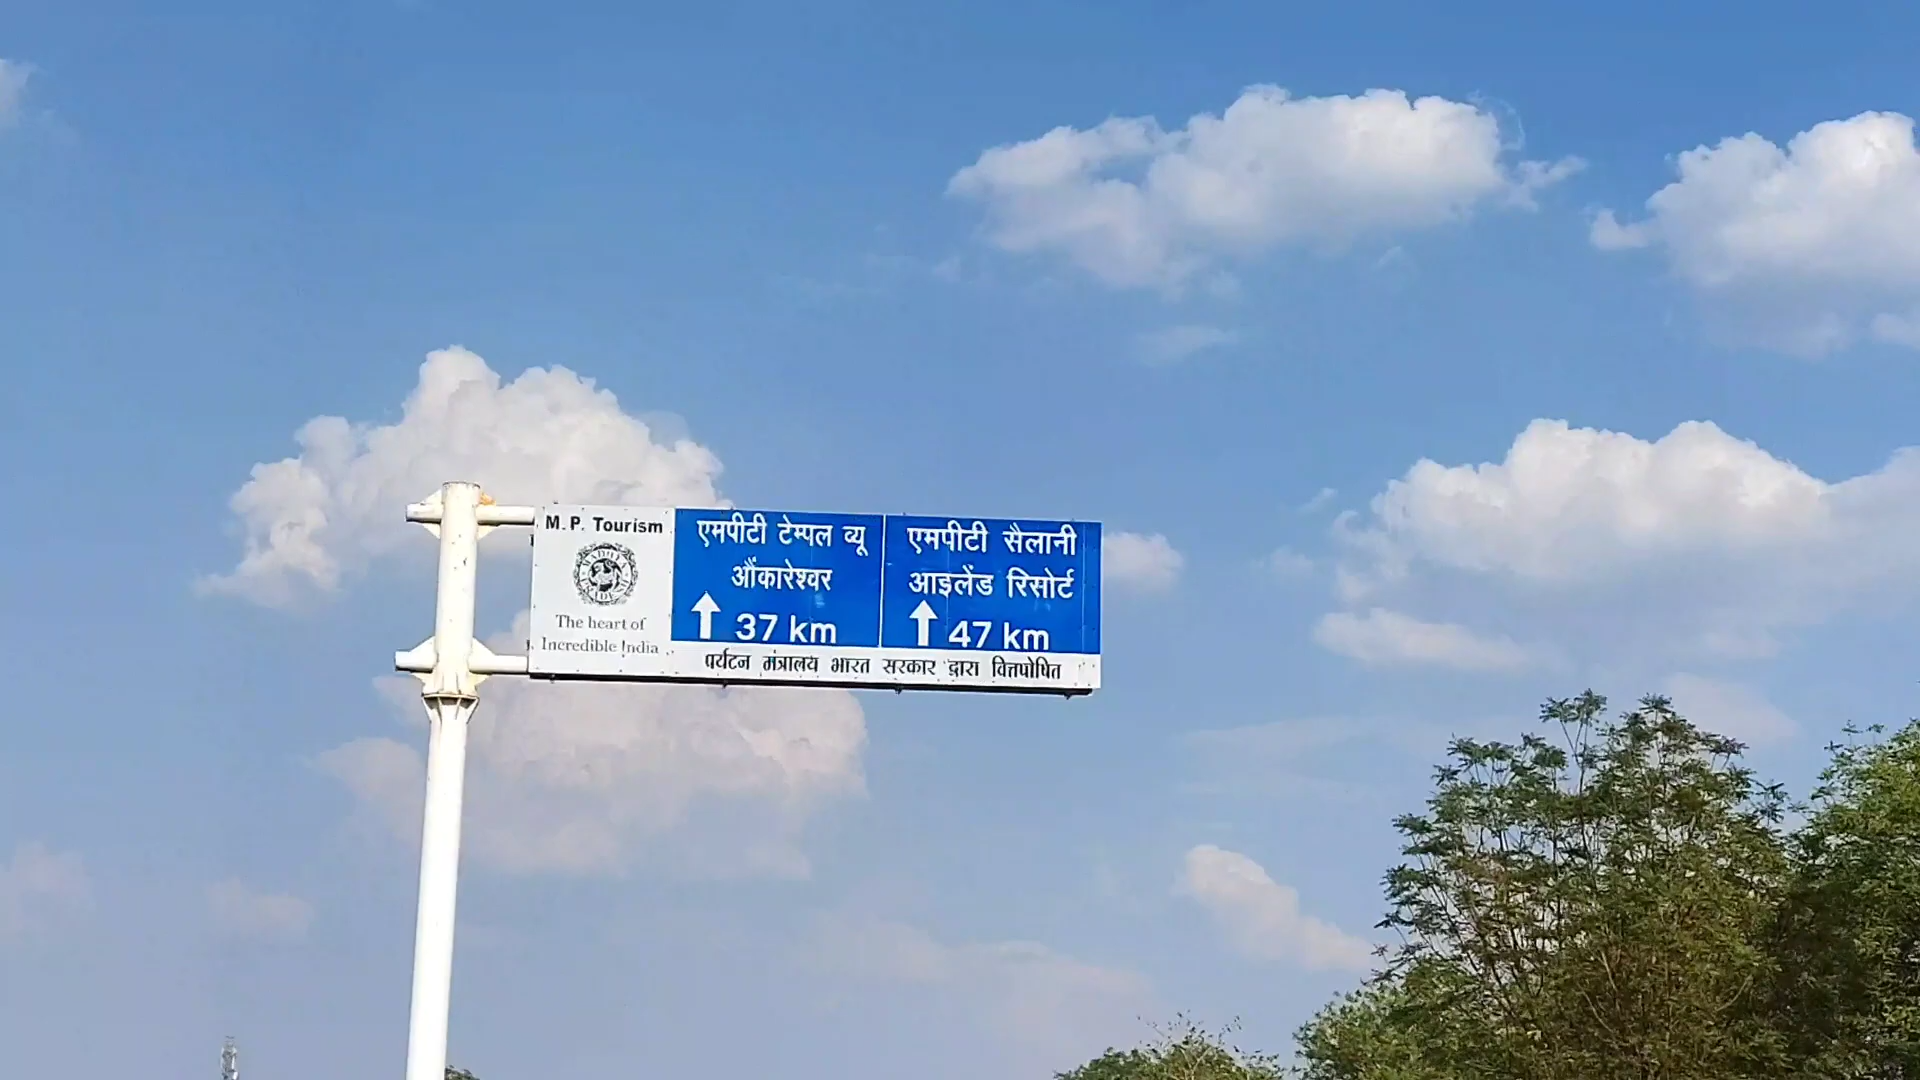 M.P. Tourism
The heart of
Incredible India
एमपीटी टेम्पल व्यू
ओंकारेश्वर
37 km
एमपीटी सैलानी
आइलेंड रिसोर्ट
47 km
पर्यटन मंत्रालय भारत सरकार द्वारा वित्तपोषित